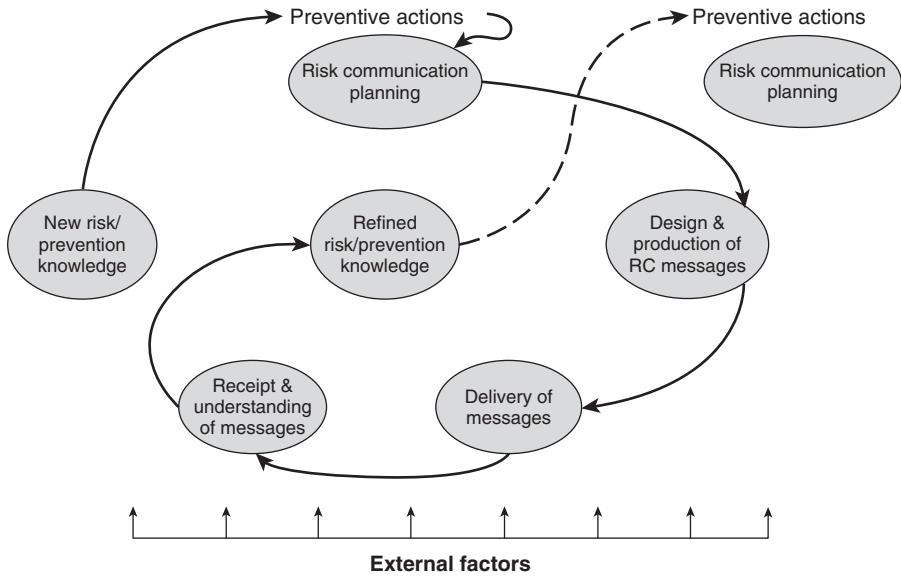 Preventive actions
Risk communication
planning
Preventive actions
Risk communication
planning
New risk/
prevention
knowledge
Refined
risk/prevention
knowledge
Design &
production of
RC messages
Receipt &
understanding
of messages
Delivery of
messages
External factors